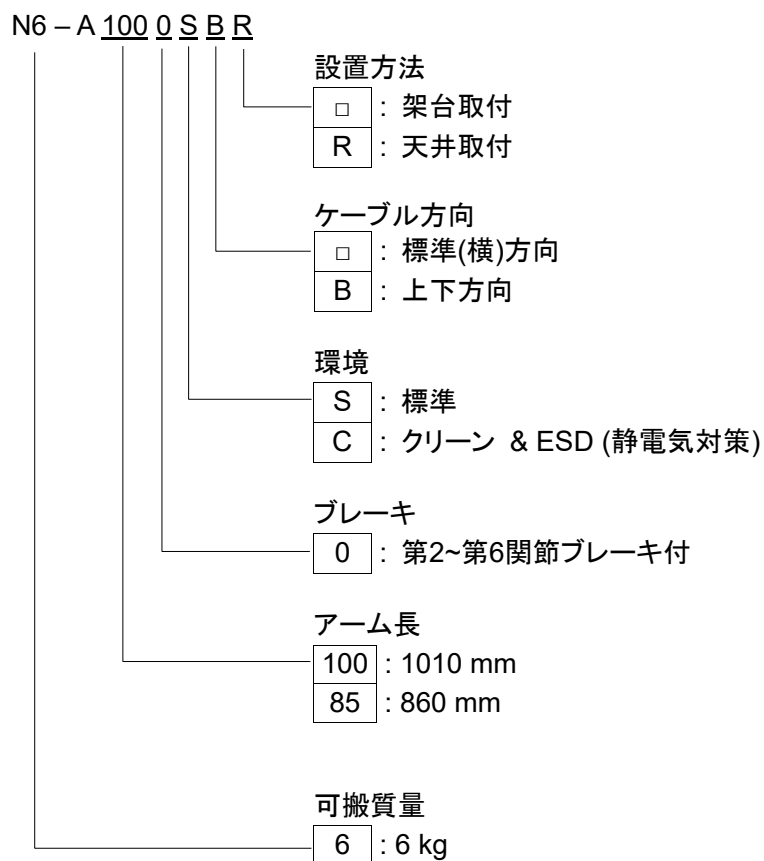 N6 – A 100 0 S B R
設置方法
□ : 架台取付
R : 天井取付
ケーブル方向
□ : 標準(横)方向
B : 上下方向
環境
S : 標準
C : クリーン & ESD (静電気対策)
ブレーキ
0 : 第2~第6関節ブレーキ付
アーム長
100 : 1010 mm
85 : 860 mm
可搬質量
6 : 6 kg